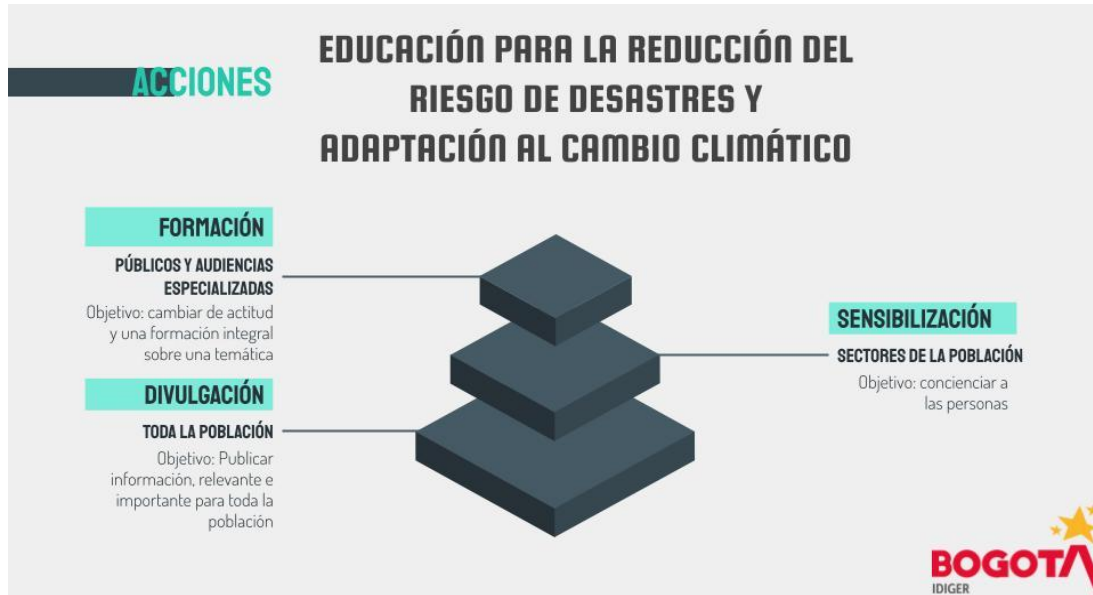 EDUCACIÓN PARA LA REDUCCIÓN DEL
RIESGO DE DESASTRES Y
ADAPTACIÓN AL CAMBIO CLIMÁTICO
ACCIONES
FORMACIÓN
PÚBLICOS Y AUDIENCIAS
ESPECIALIZADAS
Objetivo: cambiar de actitud
y una formación integral
sobre una temática
DIVULGACIÓN
TODA LA POBLACIÓN
Objetivo: Publicar
información, relevante e
importante para toda la
población
SENSIBILIZACIÓN
SECTORES DE LA POBLACIÓN
Objetivo: concienciar a
las personas
BOGOTÁ
IDIGER